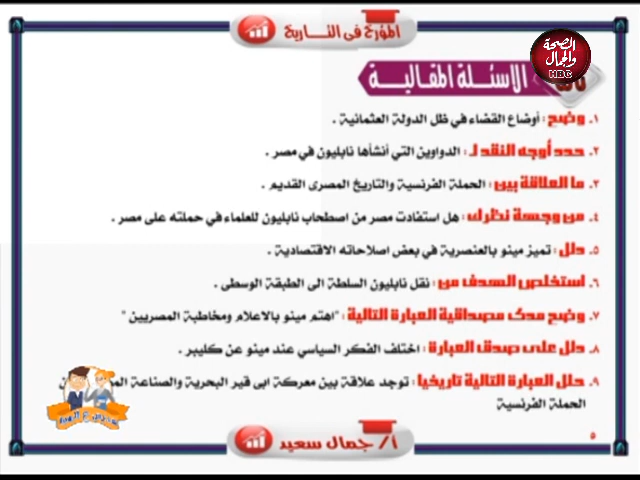 المؤرخ فى التاريخ
الصحة
والجمال
HBC
الاسئلة المقالية
١. وضح : أوضاع القضاء في ظل الدولة العثمانية .
٢. حدد أوجه النقد لـ : الدواوين التي أنشأها نابليون في مصر .
٣. ما العلاقة بين : الحملة الفرنسية والتاريخ المصرى القديم .
٤. من وجهة نظرك : هل استفادت مصر من اصطحاب نابليون للعلماء في حملته على مصر .
٥. دلل : تميز مينو بالعنصرية في بعض اصلاحاته الاقتصادية .
٦. استخلص الهدف من : نقل نابليون السلطة الى الطبقة الوسطى .
٧. وضح مدى مصداقية العبارة التالية : "اهتم مينو بالاعلام ومخاطبة المصريين "
٨. دلل على صدق العبارة : اختلف الفكر السياسي عند مينو عن كليبر .
٩. حلل العبارة التالية تاريخيا : توجد علاقة بين معركة ابى قير البحرية والصناعة
الحملة الفرنسية
٥
أ/ جمال سعيد